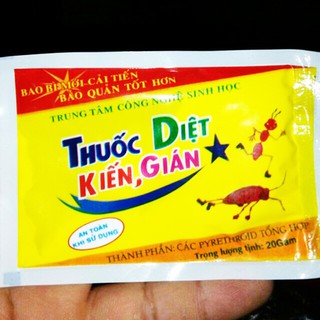 BAO BÌ MỚI CẢI TIẾN
BẢO QUẢN TỐT HƠN
TRUNG TÂM CÔNG NGHỆ SINH HỌC
THUỐC DIỆT
KIẾN, GIÁN
AN TOÀN
KHI SỬ DỤNG
THÀNH PHẦN: CÁC PYRETHROID TỔNG HỢP
Trọng lượng tịnh: 20Gam